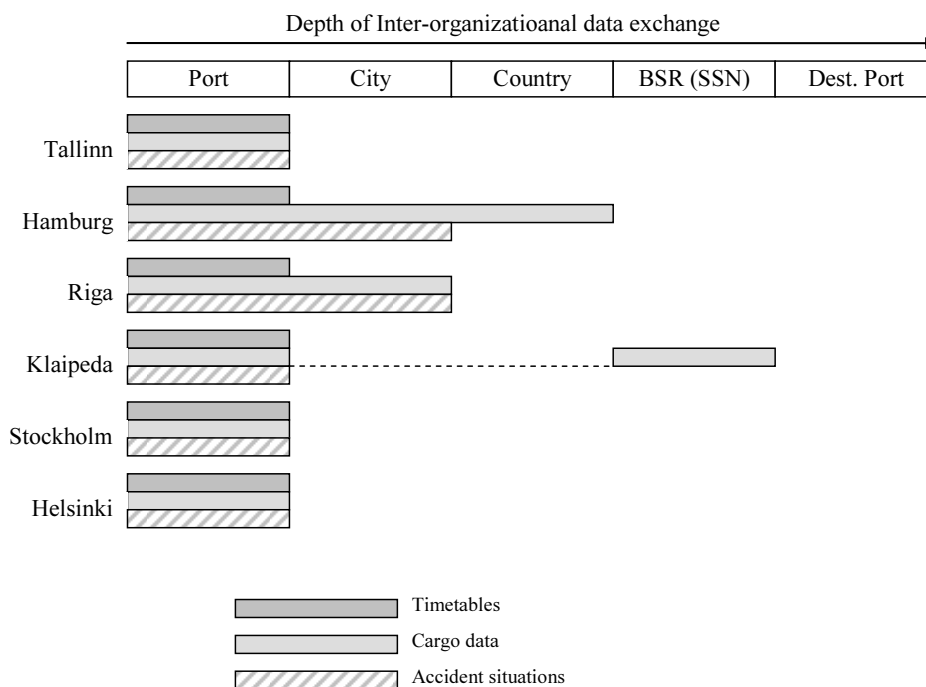 Depth of Inter-organizatioanal data exchange
Port City Country BSR (SSN) Dest. Port
Tallinn
Hamburg
Riga
Klaipeda
Stockholm
Helsinki
Timetables
Cargo data
Accident situations